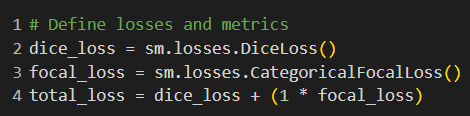 1 # Define losses and metrics
2 dice_loss = sm.losses.DiceLoss()
3 focal_loss = sm.losses.CategoricalFocalLoss()
4 total_loss = dice_loss + (1 * focal_loss)